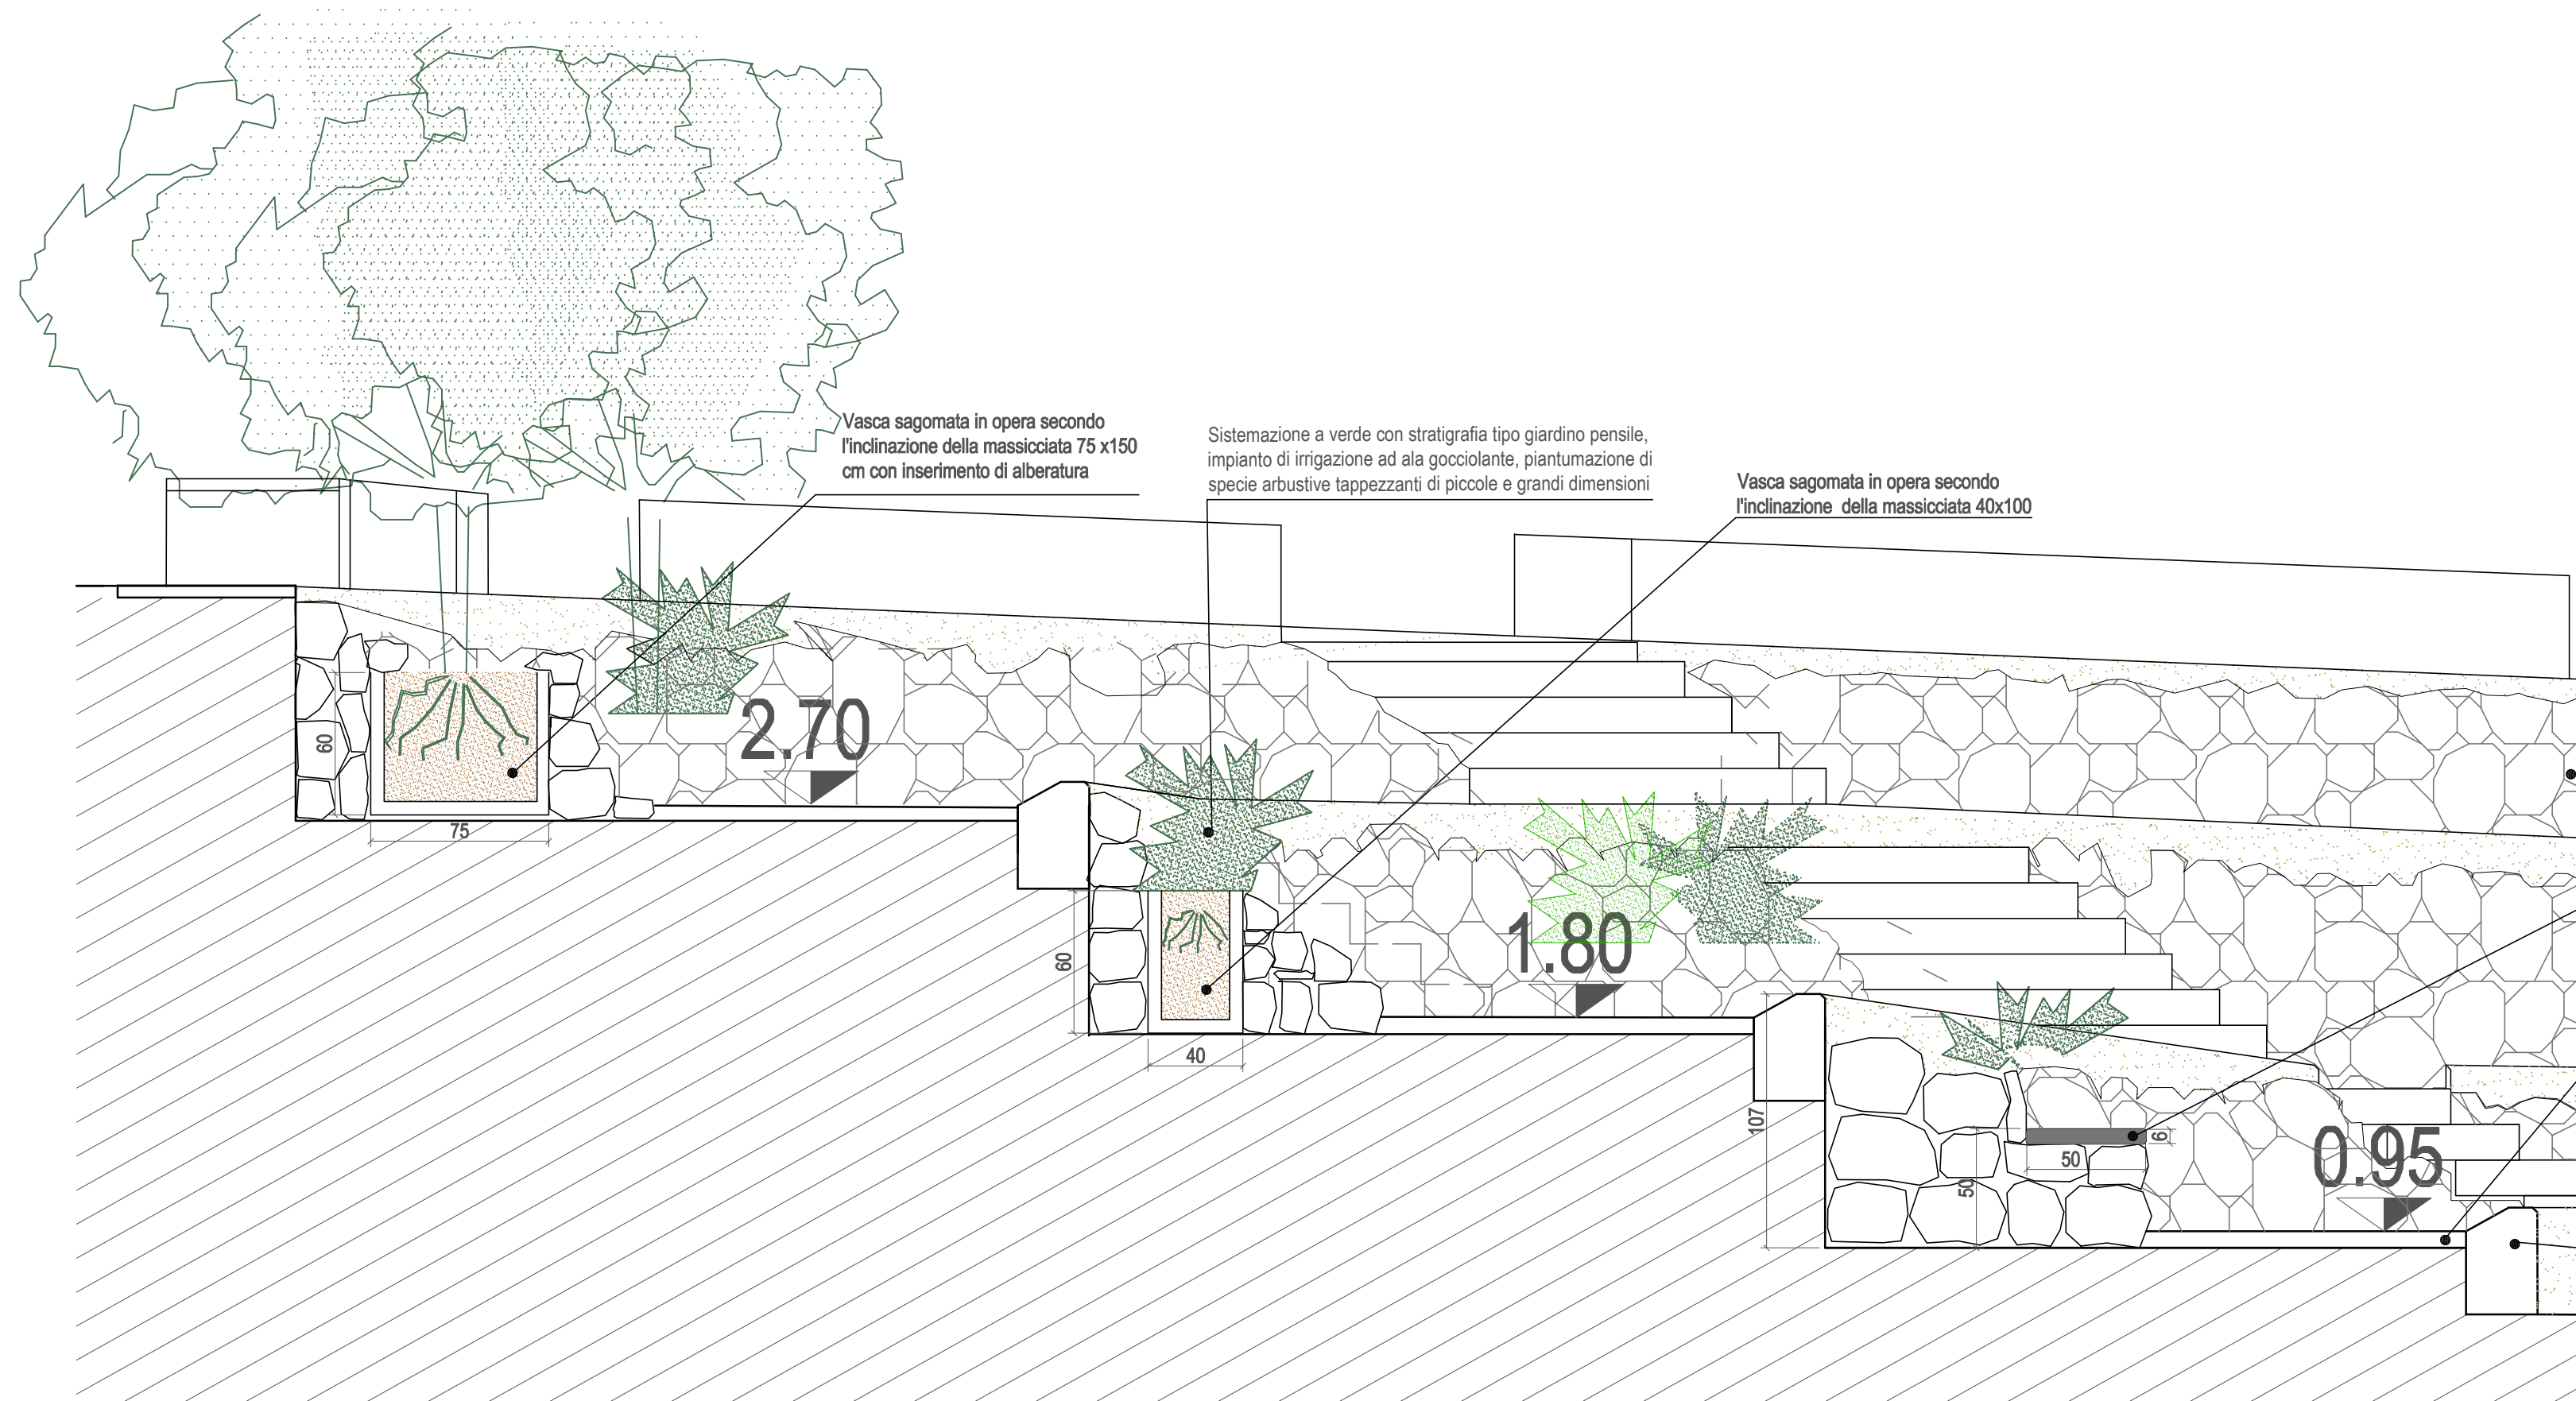 Vasca sagomata in opera secondo
l'inclinazione della massicciata 75 x150
cm con inserimento di alberatura
Sistemazione a verde con stratigrafia tipo giardino pensile,
impianto di irrigazione ad ala gocciolante, piantumazione di
specie arbustive tappezzanti di piccole e grandi dimensioni
Vasca sagomata in opera secondo
l'inclinazione  della massicciata 40x100
2.70
60
75
1.80
60
40
107
6
50
50
0.95